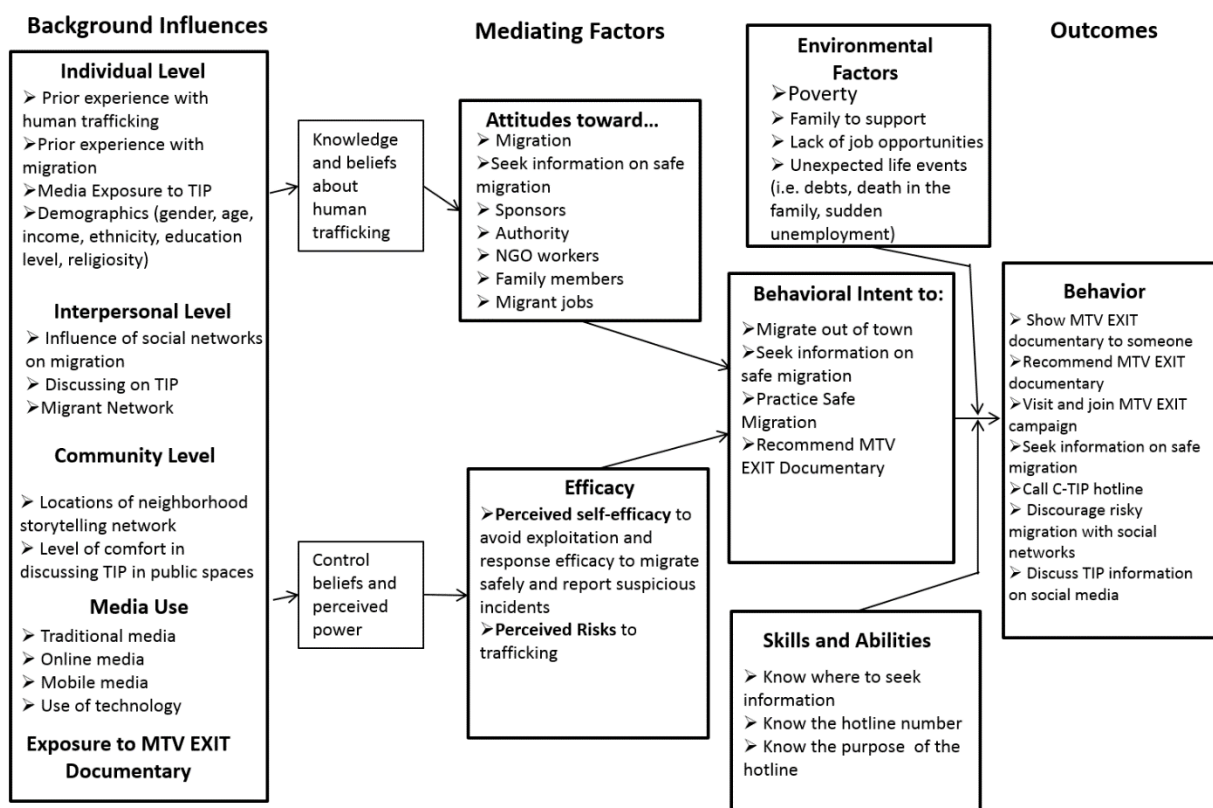 Background Influences
Mediating Factors
Outcomes
Individual Level
➢ Prior experience with
human trafficking
➢Prior experience with
migration
➢Media Exposure to TIP
➢Demographics (gender, age,
income, ethnicity, education
level, religiosity)
Interpersonal Level
➢ Influence of social networks
on migration
➢ Discussing on TIP
➢Migrant Network
Community Level
➢ Locations of neighborhood
storytelling network
➢ Level of comfort in
discussing TIP in public spaces
Media Use
➢ Traditional media
➢ Online media
➢ Mobile media
➢ Use of technology
Exposure to MTV EXIT
Documentary
Knowledge
and beliefs
about
human
trafficking
Control
beliefs and
perceived
power
Attitudes toward...
➢ Migration
➢Seek information on safe
migration
➢ Sponsors
➢ Authority
➢ NGO workers
➢ Family members
➢ Migrant jobs
Efficacy
➢Perceived self-efficacy to
avoid exploitation and
response efficacy to migrate
safely and report suspicious
incidents
➢Perceived Risks to
trafficking
Environmental
Factors
➢Poverty
➢ Family to support
➢ Lack of job opportunities
➢ Unexpected life events
(i.e. debts, death in the
family, sudden
unemployment)
Behavioral Intent to:
➢Migrate out of town
➢ Seek information on
safe migration
➢Practice Safe
Migration
➢Recommend MTV
EXIT Documentary
Skills and Abilities
➢ Know where to seek
information
➢ Know the hotline number
➢ Know the purpose of the
hotline
Behavior
➢ Show MTV EXIT
documentary to someone
➢Recommend MTV EXIT
documentary
➢Visit and join MTV EXIT
campaign
➢Seek information on safe
migration
➢Call C-TIP hotline
➢ Discourage risky
migration with social
networks
➢ Discuss TIP information
on social media